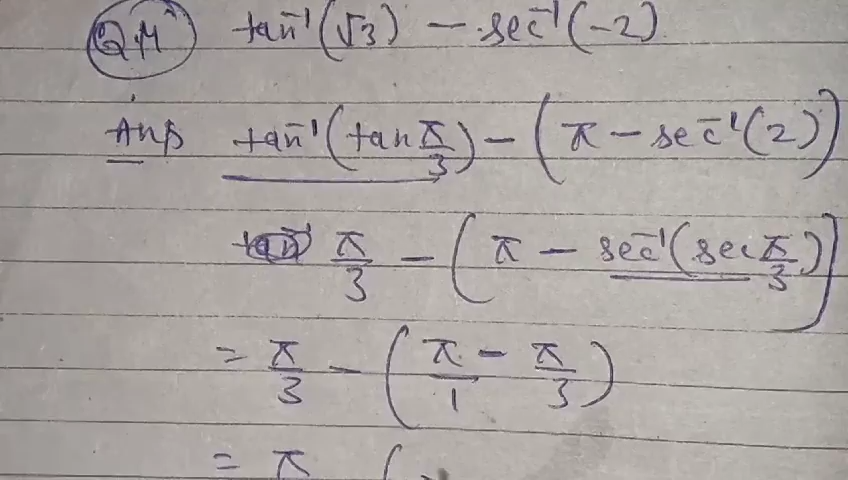 Q14 tan⁻¹(√3) - sec⁻¹(-2)
Ans tan⁻¹(tan π/3) - (π - sec⁻¹(2))
π/3 - (π - sec⁻¹(sec π/3))
= π/3 - (π/1 - π/3)
= π (